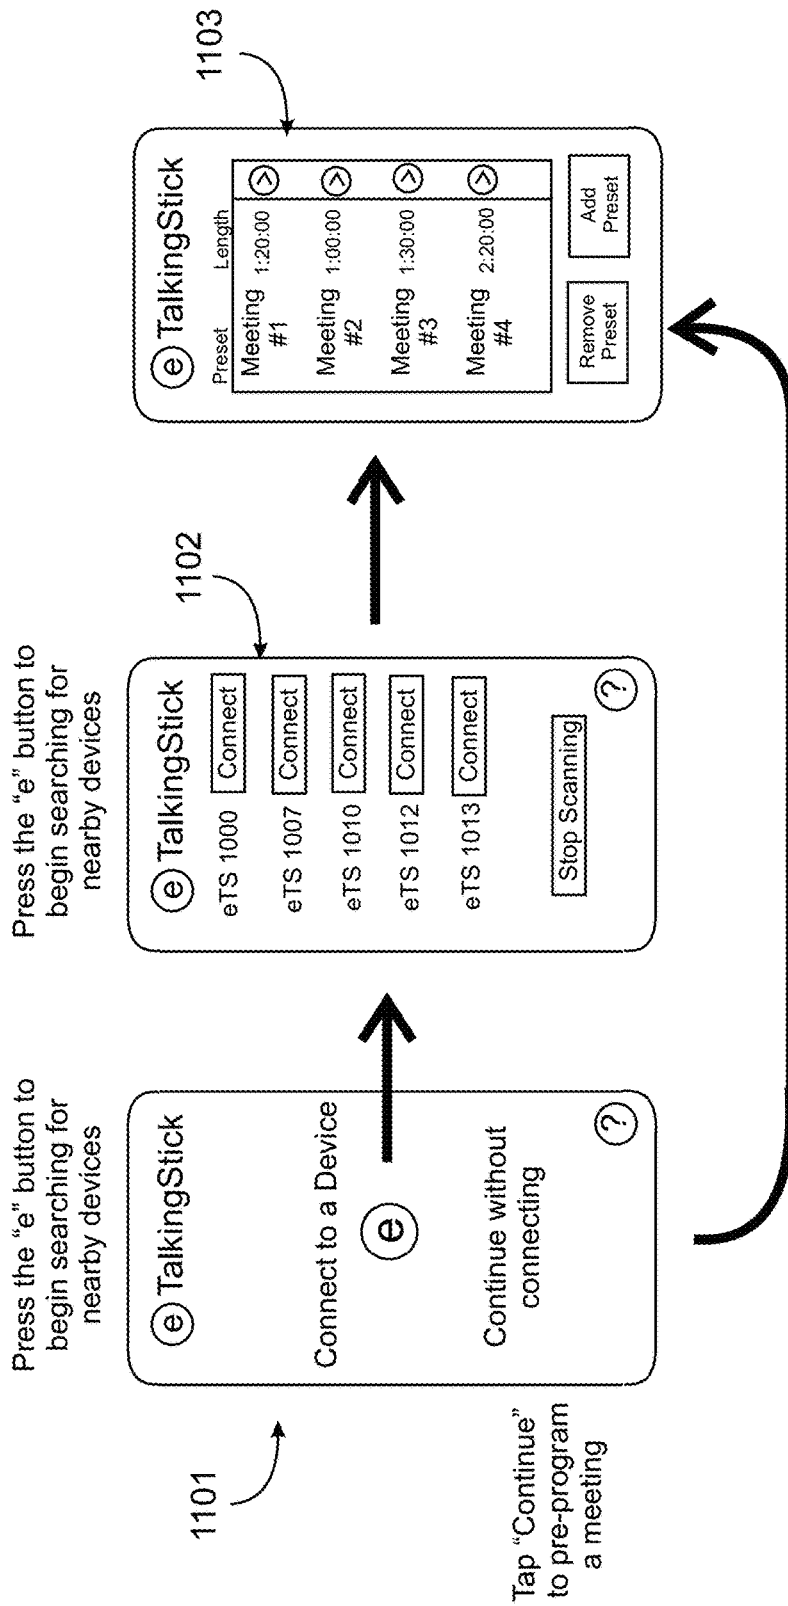 Press the “e” button to
begin searching for
nearby devices
1101
e TalkingStick
Connect to a Device
e
Continue without
connecting
?
Tap “Continue”
to pre-program
a meeting
Press the “e” button to
begin searching for
nearby devices
1102
e TalkingStick
eTS 1000 Connect
eTS 1007 Connect
eTS 1010 Connect
eTS 1012 Connect
eTS 1013 Connect
Stop Scanning
?
1103
e TalkingStick
Preset Length
Meeting 1:20:00
#1
Meeting 1:00:00
#2
Meeting 1:30:00
#3
Meeting 2:20:00
#4
Remove
Preset
Add
Preset